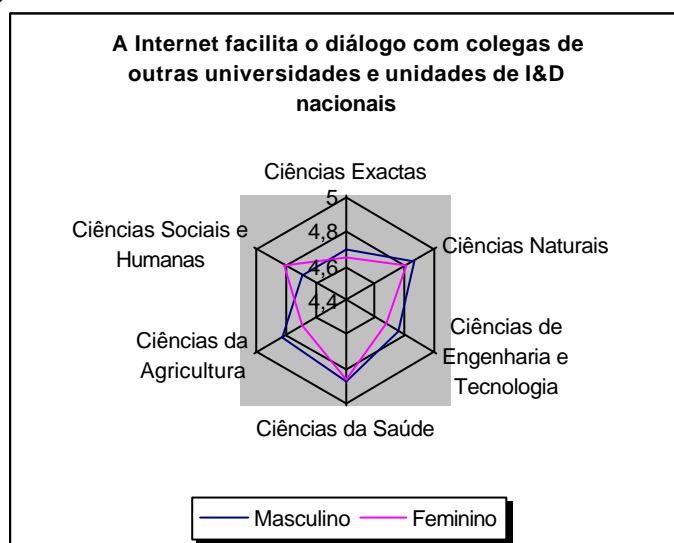 A Internet facilita o diálogo com colegas de
outras universidades e unidades de I&D
nacionais
Ciências Exactas
5
4,8
4,6
4,4
Ciências Sociais e
Humanas
Ciências Naturais
Ciências da
Agricultura
Ciências de
Engenharia e
Tecnologia
Ciências da Saúde
Masculino
Feminino